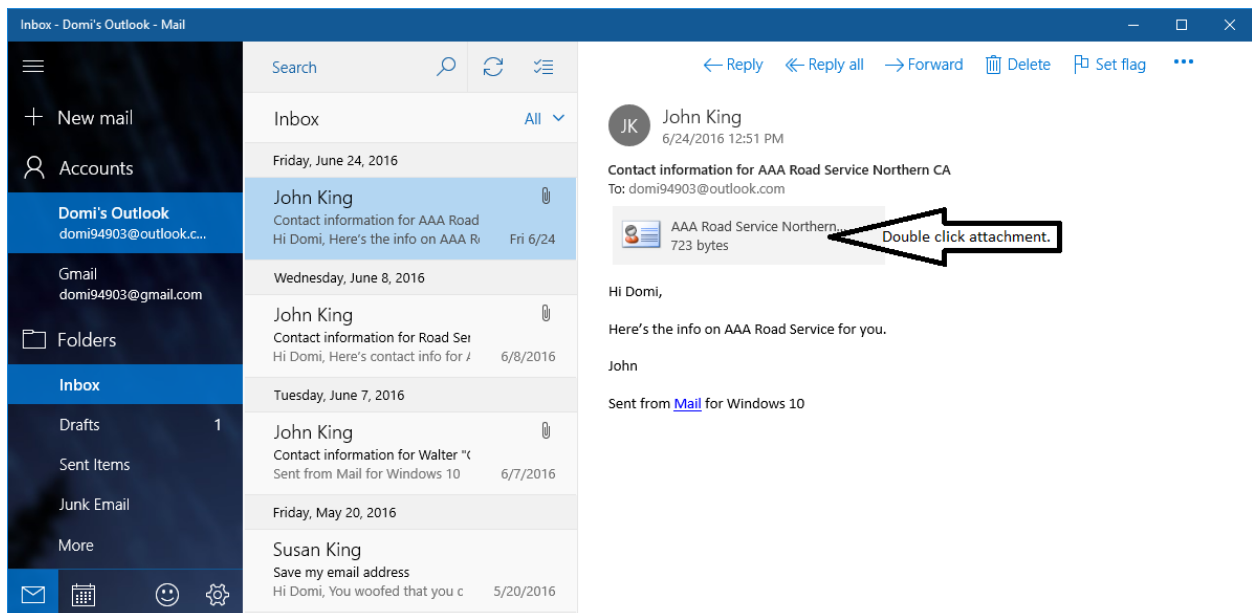 Inbox - Domi's Outlook - Mail
New mail
Accounts
Domi's Outlook
domi94903@outlook.c...
Gmail
domi94903@gmail.com
Folders
Inbox
Drafts 1
Sent Items
Junk Email
More
Search
Inbox All
Friday, June 24, 2016
John King
Contact information for AAA Road
Hi Domi, Here's the info on AAA R Fri 6/24
Wednesday, June 8, 2016
John King
Contact information for Road Ser
Hi Domi, Here's contact info for 6/8/2016
Tuesday, June 7, 2016
John King
Contact information for Walter "(
Sent from Mail for Windows 10 6/7/2016
Friday, May 20, 2016
Susan King
Save my email address
Hi Domi, You woofed that you c 5/20/2016
Reply Reply all Forward Delete Set flag
JK
John King
6/24/2016 12:51 PM
Contact information for AAA Road Service Northern CA
To: domi94903@outlook.com
AAA Road Service Northern...
723 bytes
Double click attachment.
Hi Domi,
Here's the info on AAA Road Service for you.
John
Sent from Mail for Windows 10